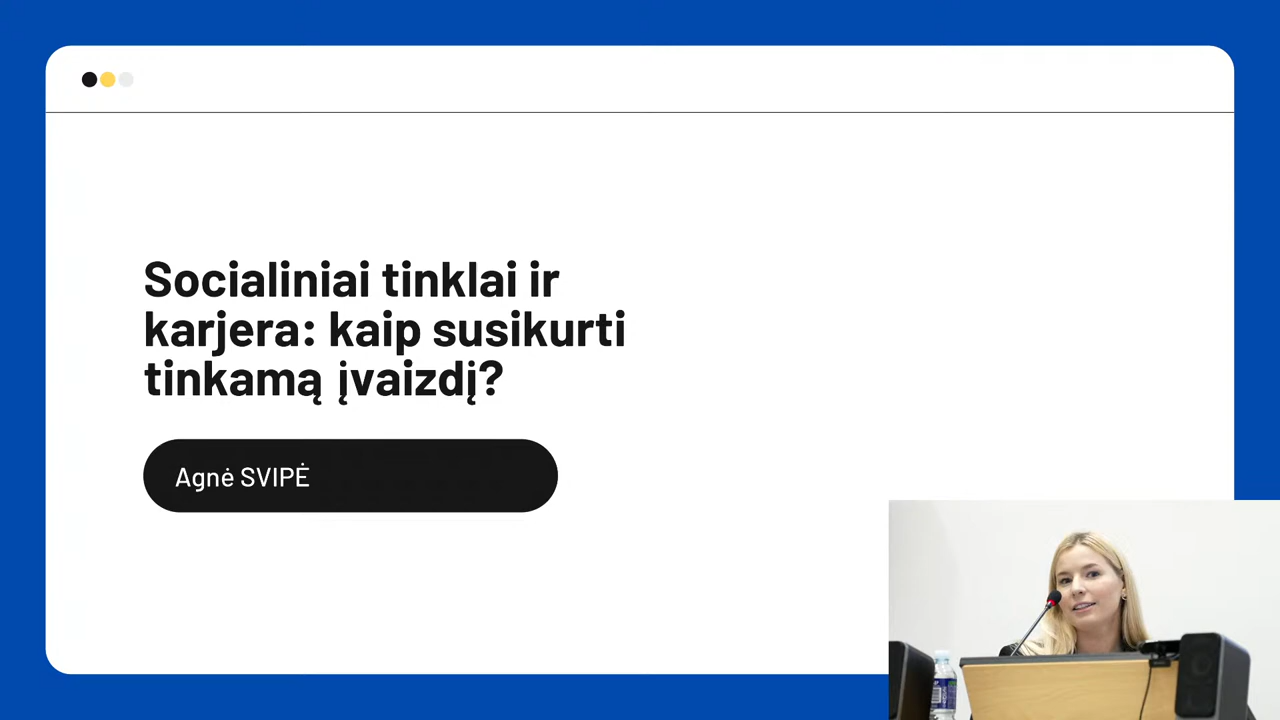 Socialiniai tinklai ir
karjera: kaip susikurti
tinkamą įvaizdį?
Agnė SVIPĖ